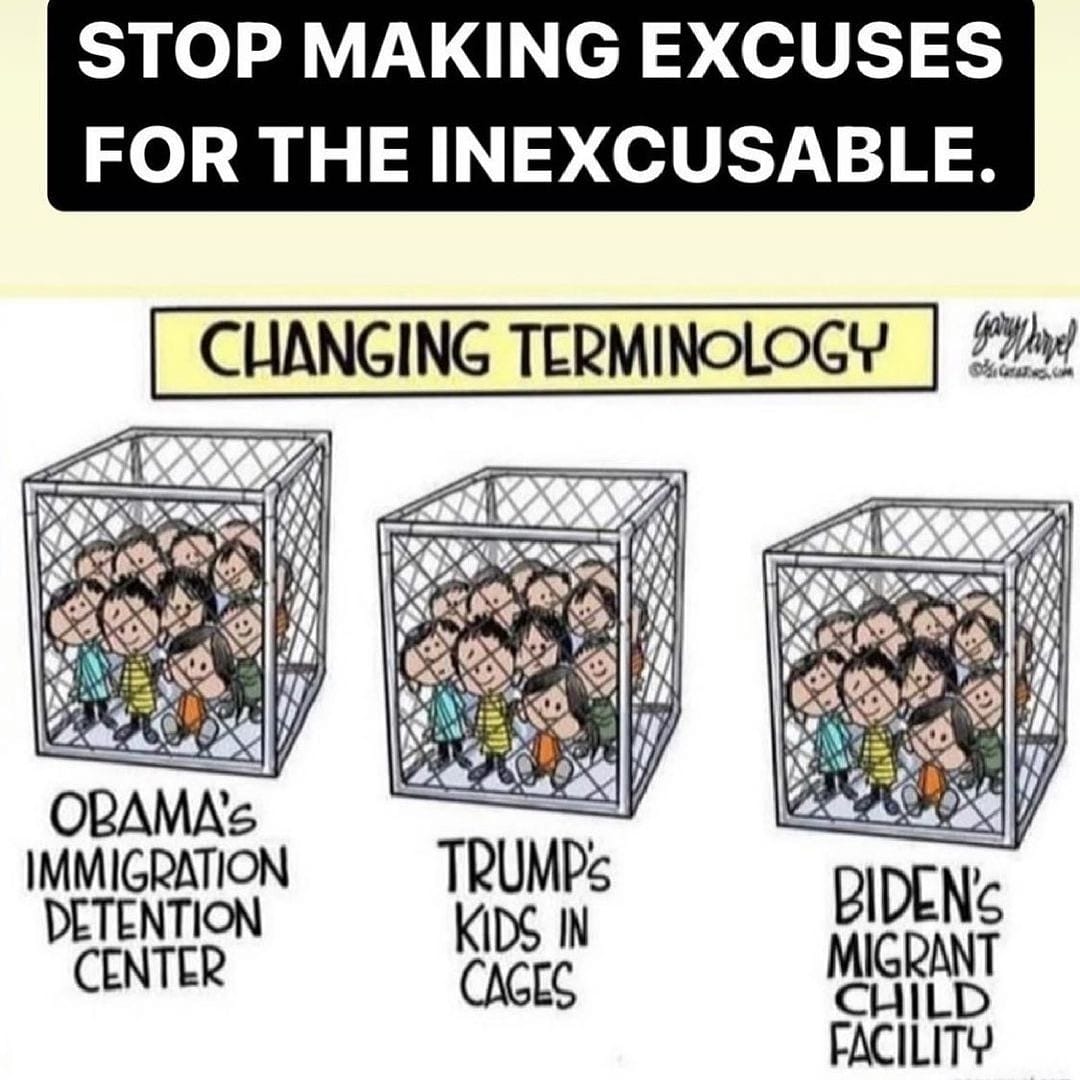 STOP MAKING EXCUSES
FOR THE INEXCUSABLE.
CHANGING TERMINOLOGY
OBAMA'S
IMMIGRATION
DETENTION
CENTER
TRUMP'S
KIDS IN
CAGES
BIDEN'S
MIGRANT
CHILD
FACILITY